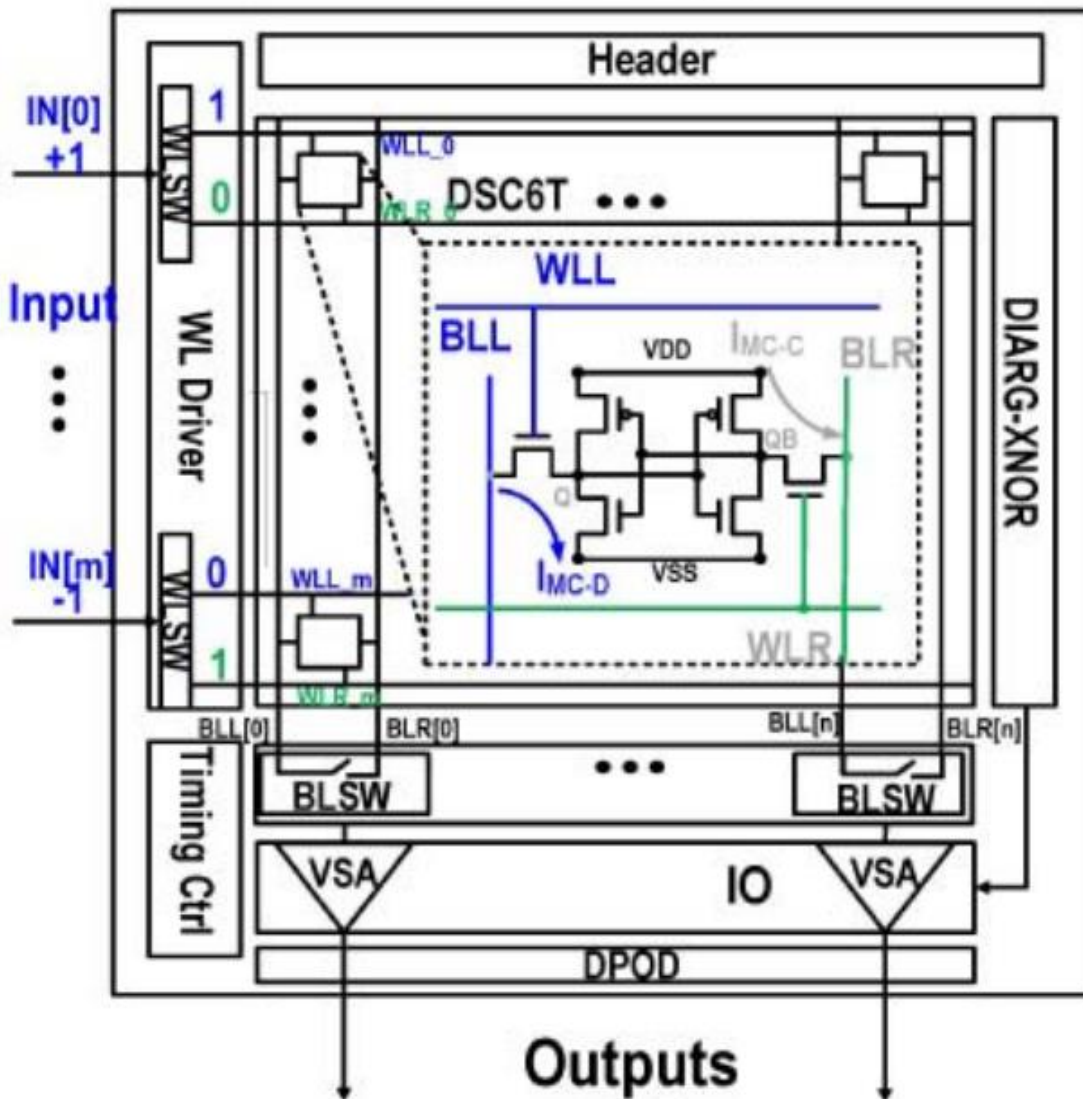 Header
IN[0]
+1
WLSW
1
0
WLL_0
WLR_0
DSC6T
Input
WL Driver
WLL
BLL
VDD
IMC-C
BLR
QB
Q
IMC-D
VSS
WLR
DIARG-XNOR
IN[m]
-1
WLSW
0
1
WLL_m
WLR_m
BLL[0]
BLR[0]
BLL[n]
BLR[n]
Timing Ctrl
BLSW
BLSW
VSA
IO
VSA
DPOD
Outputs